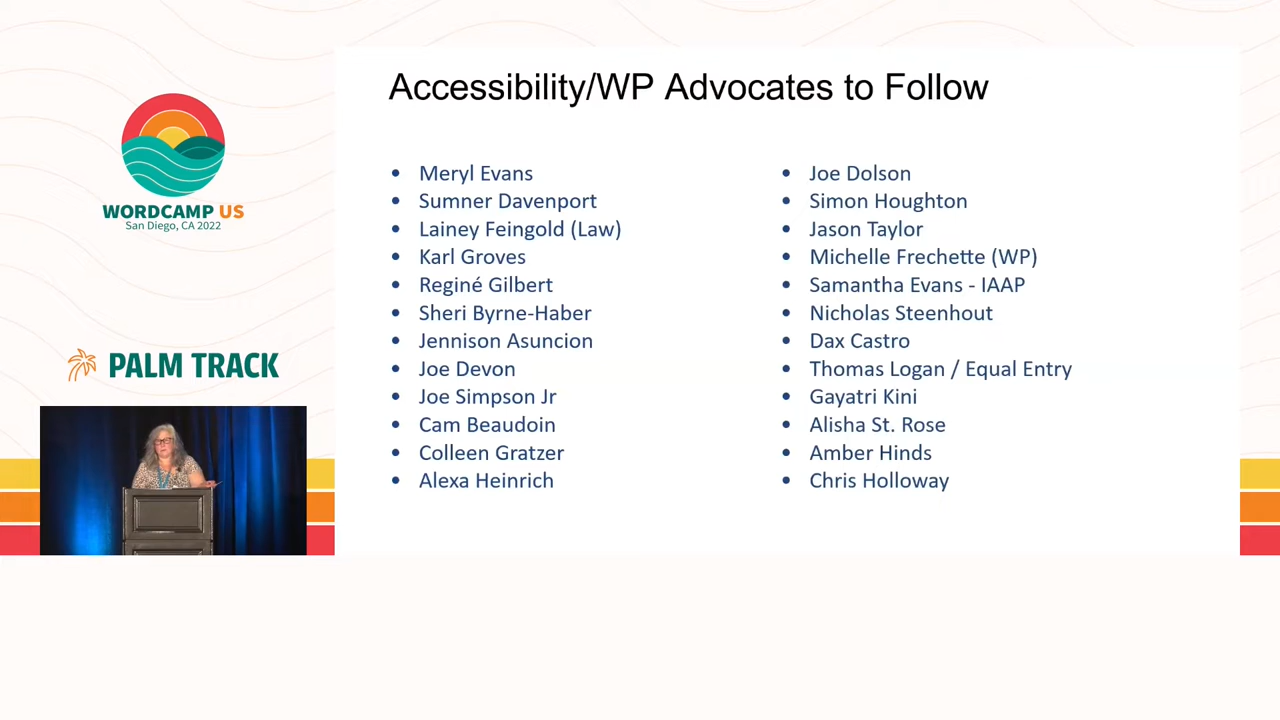 Accessibility/WP Advocates to Follow
WORDCAMP US
San Diego, CA 2022
PALM TRACK
• Meryl Evans
• Sumner Davenport
• Lainey Feingold (Law)
• Karl Groves
• Reginé Gilbert
• Sheri Byrne-Haber
• Jennison Asuncion
• Joe Devon
• Joe Simpson Jr
• Cam Beaudoin
• Colleen Gratzer
• Alexa Heinrich
• Joe Dolson
• Simon Houghton
• Jason Taylor
• Michelle Frechette (WP)
• Samantha Evans - IAAP
• Nicholas Steenhout
• Dax Castro
• Thomas Logan / Equal Entry
• Gayatri Kini
• Alisha St. Rose
• Amber Hinds
• Chris Holloway